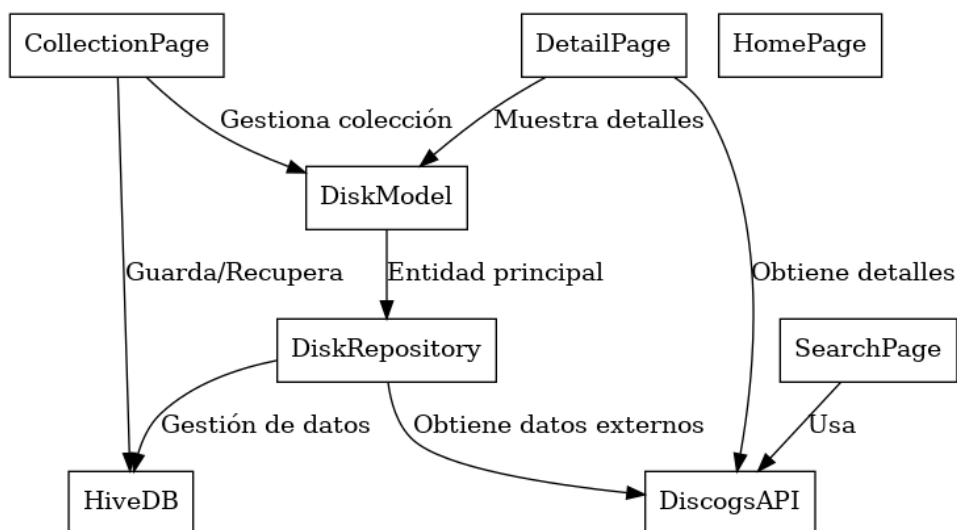 CollectionPage
DetailPage
HomePage
Gestiona colección
Muestra detalles
DiskModel
Guarda/Recupera
Entidad principal
Obtiene detalles
DiskRepository
SearchPage
Gestión de datos
Obtiene datos externos
Usa
HiveDB
DiscogsAPI